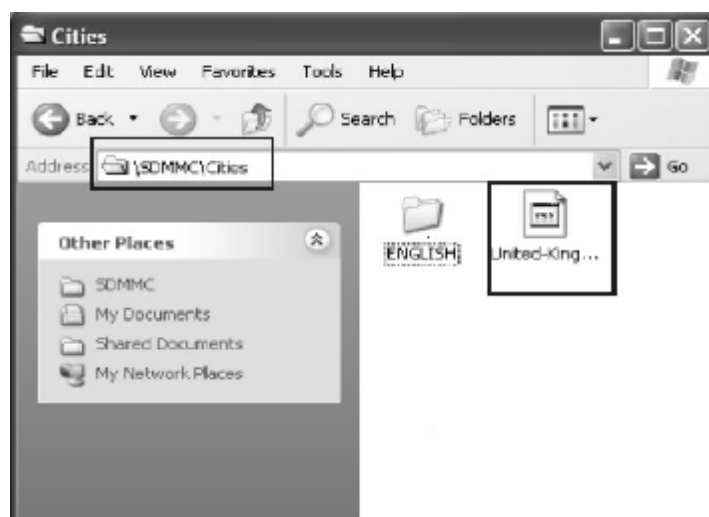 Cities
File Edit View Favorites Tools Help
Back Search Folders
Address \SDMMC\Cities Go
Other Places
SDMMC
My Documents
Shared Documents
My Network Places
ENGLISH
United-King...